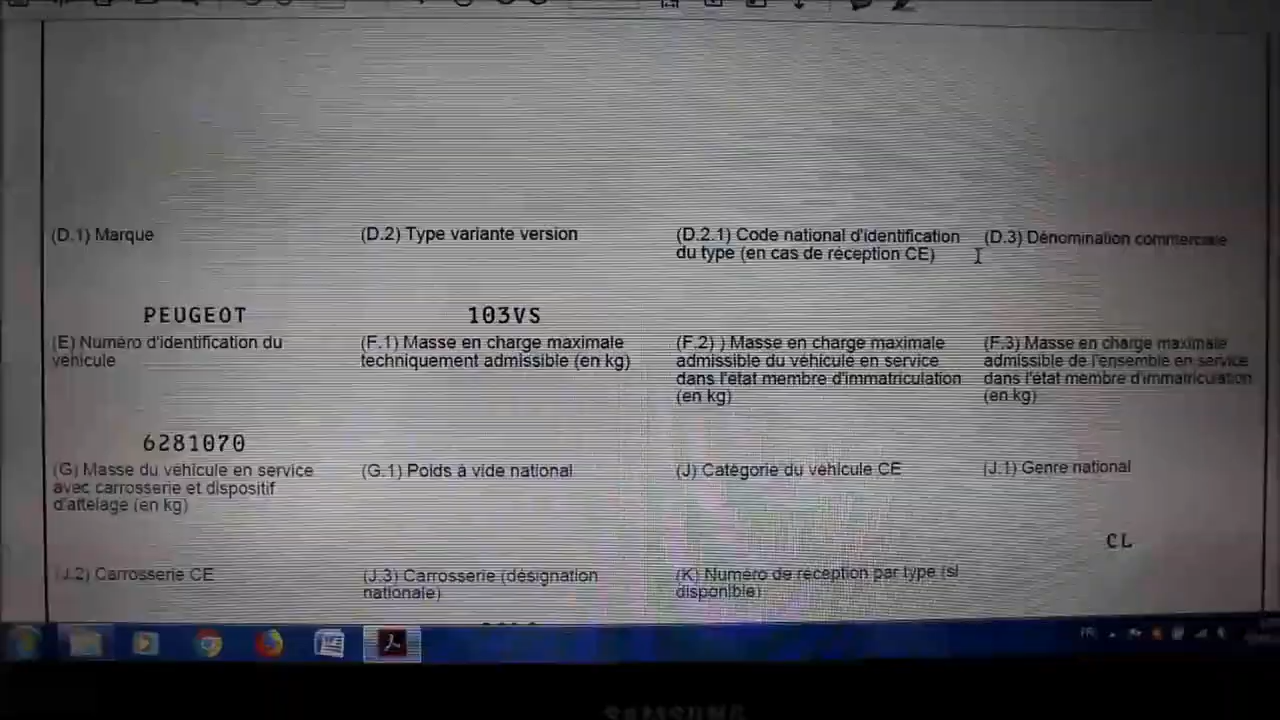 (D.1) Marque
(D.2) Type variante version
(D.2.1) Code national d'identification
du type (en cas de réception CE)
(D.3) Dénomination commerciale
PEUGEOT
103VS
(E) Numéro d'identification du
véhicule
(F.1) Masse en charge maximale
techniquement admissible (en kg)
(F.2) ) Masse en charge maximale
admissible du véhicule en service
dans l'état membre d'immatriculation
(en kg)
(F.3) Masse en charge maximale
admissible de l'ensemble en service
dans l'état membre d'immatriculation
(en kg)
6281070
(G) Masse du véhicule en service
avec carrosserie et dispositif
d'attelage (en kg)
(G.1) Poids à vide national
(J) Catégorie du véhicule CE
(J.1) Genre national
CL
(J.2) Carrosserie CE
(J.3) Carrosserie (désignation
nationale)
(K) Numéro de réception par type (si
disponible)
FR
SAMSUNG